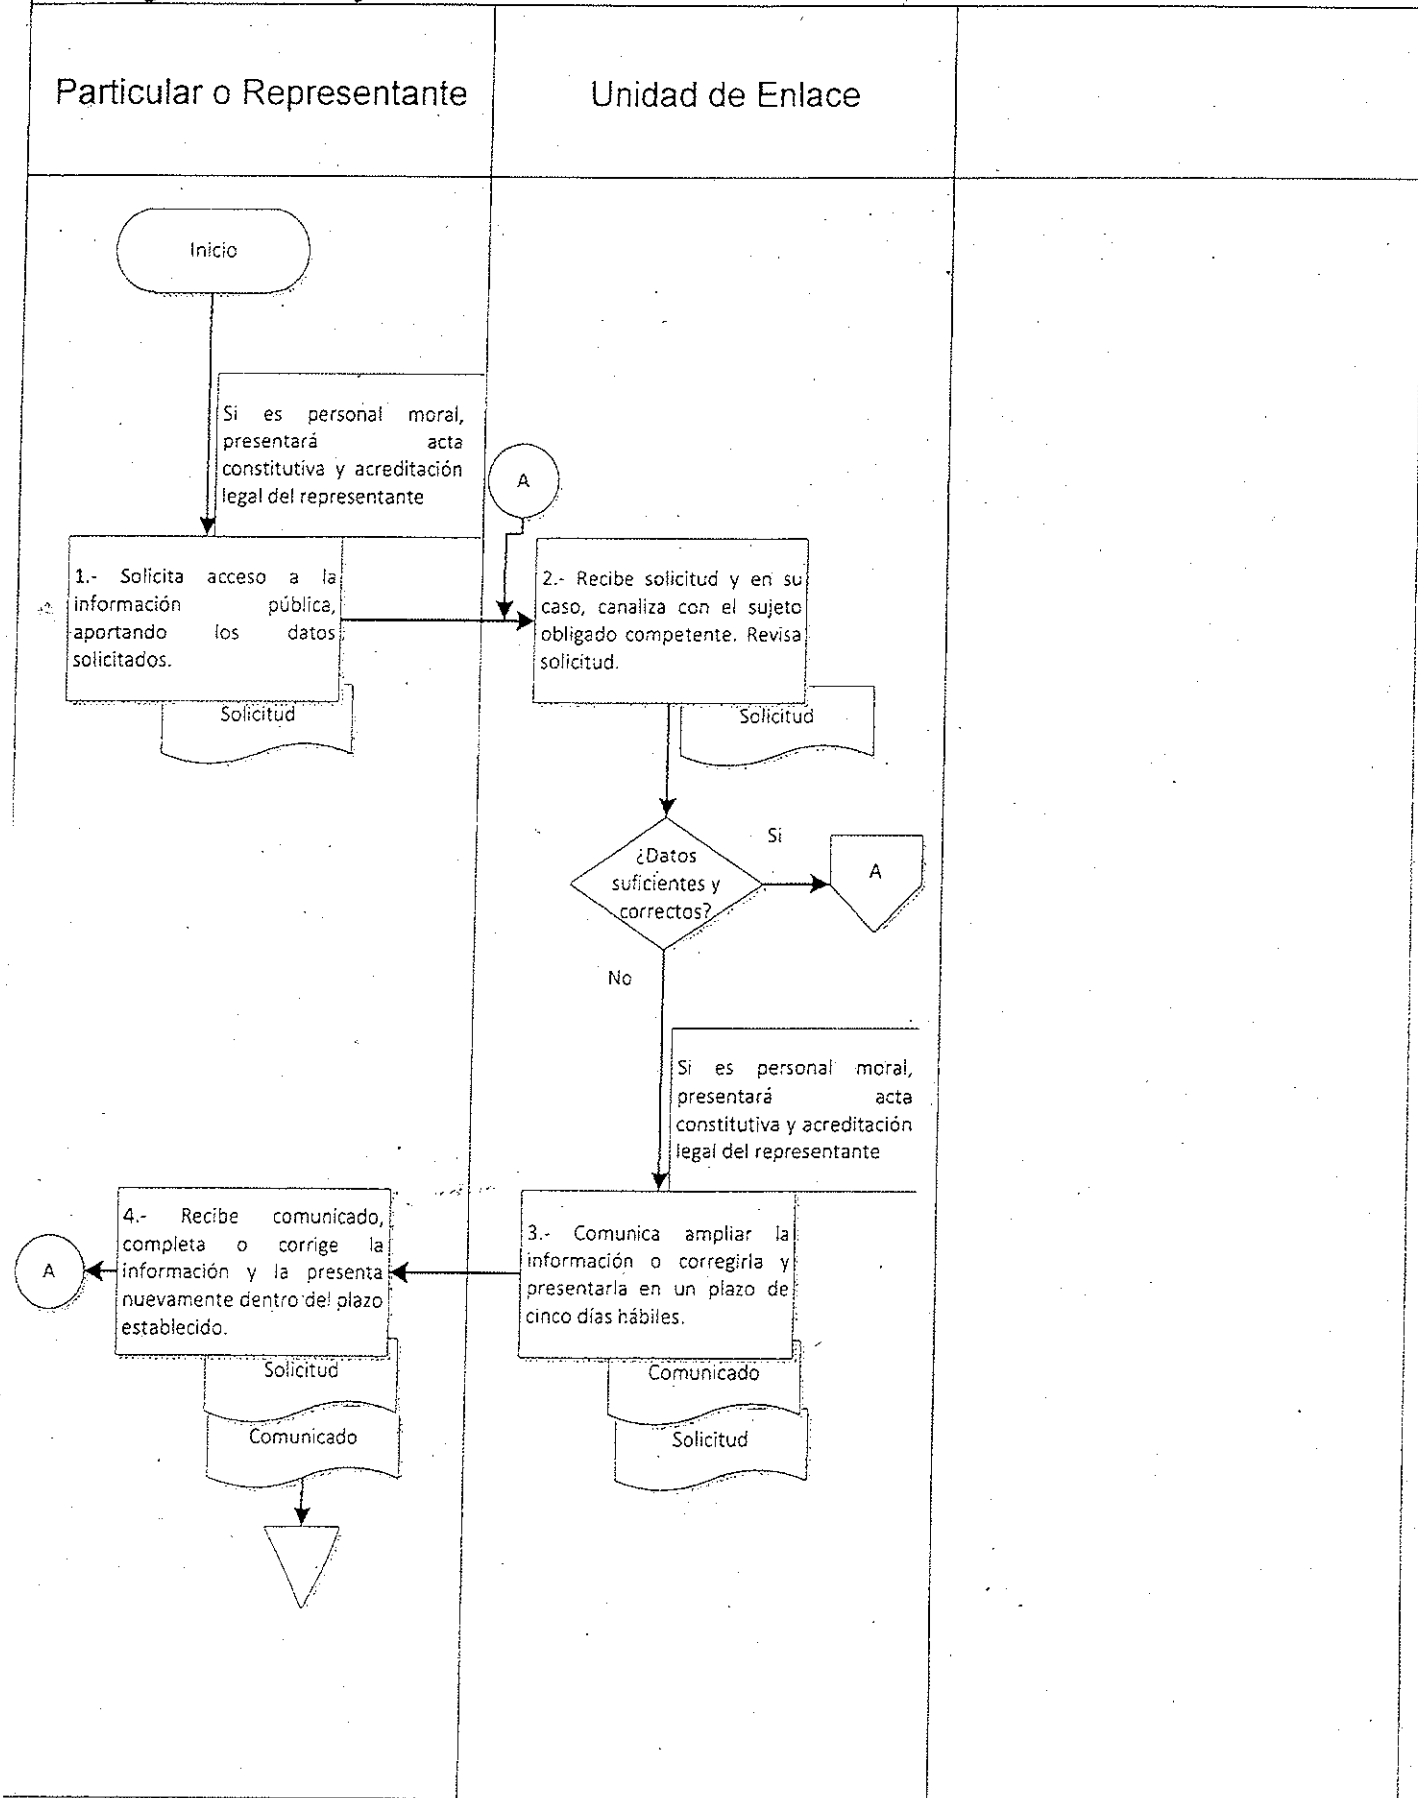 Particular o Representante
Unidad de Enlace
Inicio
Si es personal moral,
presentará acta
constitutiva y acreditación
legal del representante
A
1.- Solicita acceso a la
información pública,
aportando los datos
solicitados.
Solicitud
2.- Recibe solicitud y en su
caso, canaliza con el sujeto
obligado competente. Revisa
solicitud.
Solicitud
¿Datos
suficientes y
correctos?
Si
A
No
Si es personal moral,
presentará acta
constitutiva y acreditación
legal del representante
3.- Comunica ampliar la
información o corregirla y
presentarla en un plazo de
cinco días hábiles.
Comunicado
Solicitud
4.- Recibe comunicado,
completa o corrige la
información y la presenta
nuevamente dentro del plazo
establecido.
A
Solicitud
Comunicado